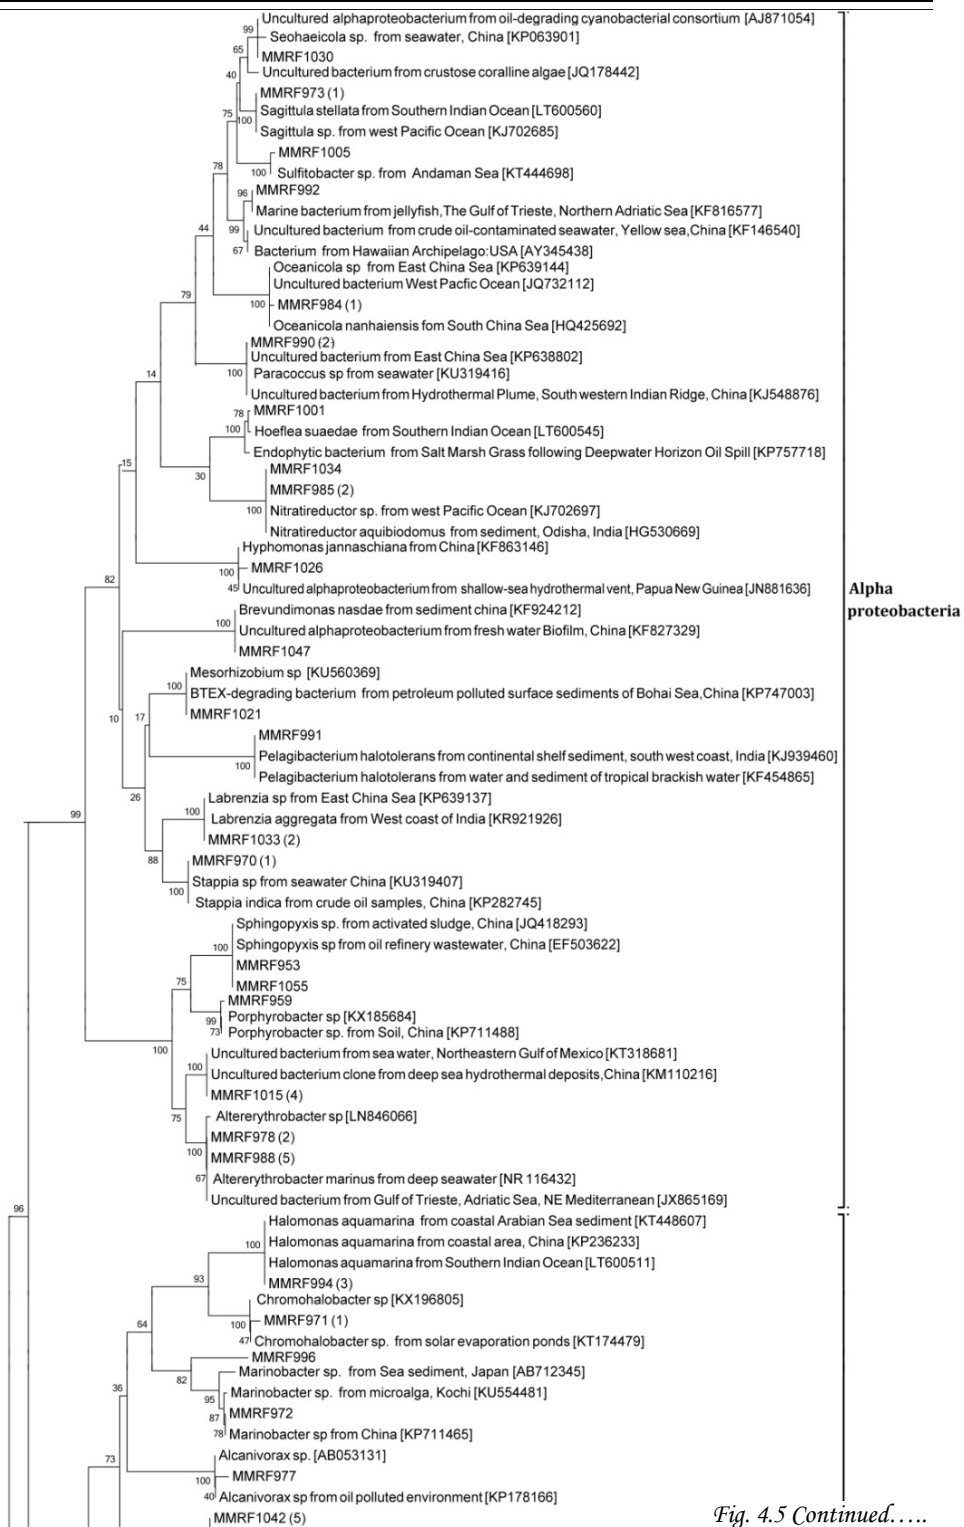 Uncultured alphaproteobacterium from oil-degrading cyanobacterial consortium [AJ871054]
99
Seohaeicola sp. from seawater, China [KP063901]
65
MMRF1030
40
Uncultured bacterium from crustose coralline algae [JQ178442]
MMRF973 (1)
75
Sagittula stellata from Southern Indian Ocean [LT600560]
100
Sagittula sp. from west Pacific Ocean [KJ702685]
MMRF1005
78
100
Sulfitobacter sp. from Andaman Sea [KT444698]
96
MMRF992
Marine bacterium from jellyfish,The Gulf of Trieste, Northern Adriatic Sea [KF816577]
44
99
Uncultured bacterium from crude oil-contaminated seawater, Yellow sea,China [KF146540]
67
Bacterium from Hawaiian Archipelago:USA [AY345438]
Oceanicola sp from East China Sea [KP639144]
Uncultured bacterium West Pacfic Ocean [JQ732112]
79
100
MMRF984 (1)
Oceanicola nanhaiensis fom South China Sea [HQ425692]
MMRF990 (2)
Uncultured bacterium from East China Sea [KP638802]
14
100
Paracoccus sp from seawater [KU319416]
Uncultured bacterium from Hydrothermal Plume, South western Indian Ridge, China [KJ548876]
78
MMRF1001
100
Hoeflea suaedae from Southern Indian Ocean [LT600545]
Endophytic bacterium from Salt Marsh Grass following Deepwater Horizon Oil Spill [KP757718]
15
MMRF1034
30
MMRF985 (2)
100
Nitratireductor sp. from west Pacific Ocean [KJ702697]
Nitratireductor aquibiodomus from sediment, Odisha, India [HG530669]
Hyphomonas jannaschiana from China [KF863146]
82
100
MMRF1026
45
Uncultured alphaproteobacterium from shallow-sea hydrothermal vent, Papua New Guinea [JN881636]
Alpha
proteobacteria
Brevundimonas nasdae from sediment china [KF924212]
100
Uncultured alphaproteobacterium from fresh water Biofilm, China [KF827329]
MMRF1047
Mesorhizobium sp [KU560369]
100
BTEX-degrading bacterium from petroleum polluted surface sediments of Bohai Sea,China [KP747003]
10
17
MMRF1021
MMRF991
100
Pelagibacterium halotolerans from continental shelf sediment, south west coast, India [KJ939460]
Pelagibacterium halotolerans from water and sediment of tropical brackish water [KF454865]
26
Labrenzia sp from East China Sea [KP639137]
99
100
Labrenzia aggregata from West coast of India [KR921926]
MMRF1033 (2)
88
MMRF970 (1)
Stappia sp from seawater China [KU319407]
100
Stappia indica from crude oil samples, China [KP282745]
Sphingopyxis sp. from activated sludge, China [JQ418293]
100
Sphingopyxis sp from oil refinery wastewater, China [EF503622]
MMRF953
75
MMRF1055
MMRF959
99
Porphyrobacter sp [KX185684]
73
Porphyrobacter sp. from Soil, China [KP711488]
100
Uncultured bacterium from sea water, Northeastern Gulf of Mexico [KT318681]
100
Uncultured bacterium clone from deep sea hydrothermal deposits,China [KM110216]
MMRF1015 (4)
75
Altererythrobacter sp [LN846066]
MMRF978 (2)
100
MMRF988 (5)
67
Altererythrobacter marinus from deep seawater [NR 116432]
Uncultured bacterium from Gulf of Trieste, Adriatic Sea, NE Mediterranean [JX865169]
96
Halomonas aquamarina from coastal Arabian Sea sediment [KT448607]
100
Halomonas aquamarina from coastal area, China [KP236233]
Halomonas aquamarina from Southern Indian Ocean [LT600511]
93
MMRF994 (3)
Chromohalobacter sp [KX196805]
64
100
MMRF971 (1)
47
Chromohalobacter sp. from solar evaporation ponds [KT174479]
MMRF996
82
Marinobacter sp. from Sea sediment, Japan [AB712345]
36
95
Marinobacter sp. from microalga, Kochi [KU554481]
87
MMRF972
78
Marinobacter sp from China [KP711465]
73
Alcanivorax sp. [AB053131]
100
MMRF977
40
Alcanivorax sp from oil polluted environment [KP178166]
MMRF1042 (5)
Fig. 4.5 Continued…..